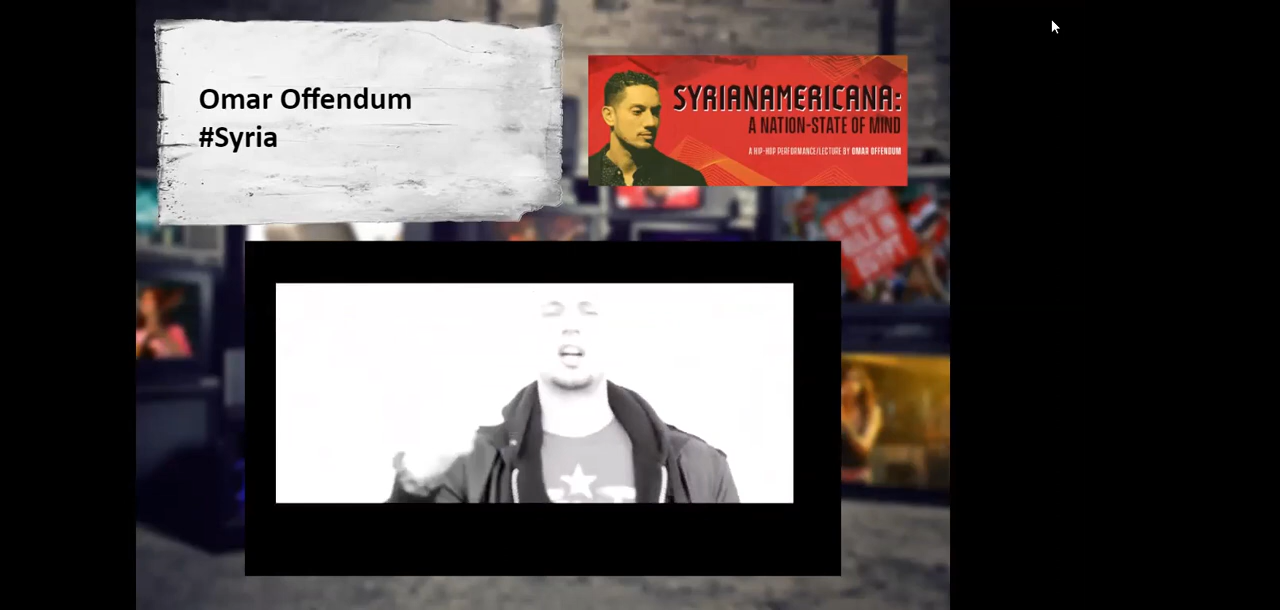 Omar Offendum
#Syria
SYRIANAMERICANA:
A NATION-STATE OF MIND
A HIP-HOP PERFORMANCE/LECTURE BY OMAR OFFENDUM